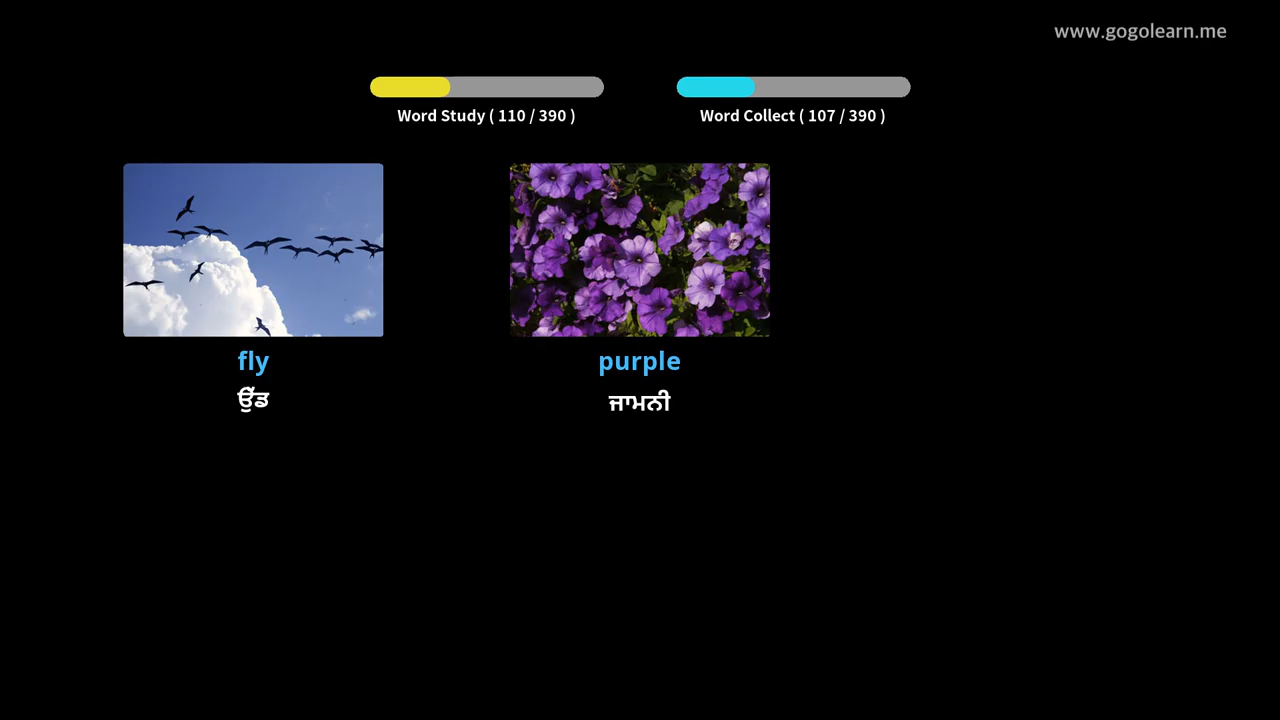 www.gogolearn.me
Word Study ( 110 / 390 )
Word Collect ( 107 / 390 )
fly
ਉੱਡ
purple
ਜਾਮਨੀ